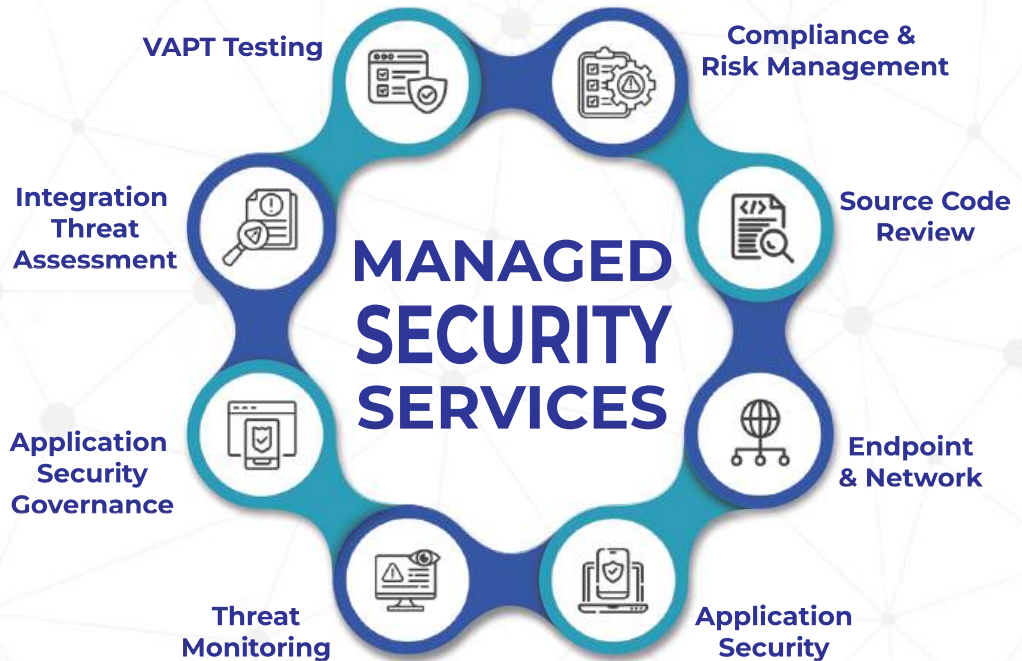 VAPT Testing
Compliance &
Risk Management
Integration
Threat
Assessment
Source Code
Review
MANAGED
SECURITY
SERVICES
Application
Security
Governance
Endpoint
& Network
Threat
Monitoring
Application
Security